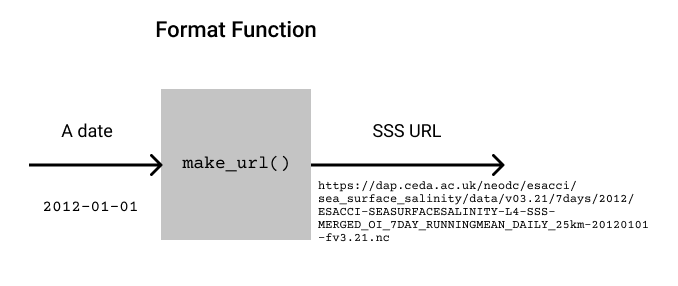 Format Function
A date
SSS URL
make_url()
2012-01-01
https://dap.ceda.ac.uk/neodc/esacci/
sea_surface_salinity/data/v03.21/7days/2012/
ESACCI-SEASURFACESALINITY-L4-SSS-
MERGED_OI_7DAY_RUNNINGMEAN_DAILY_25km-20120101
-fv3.21.nc